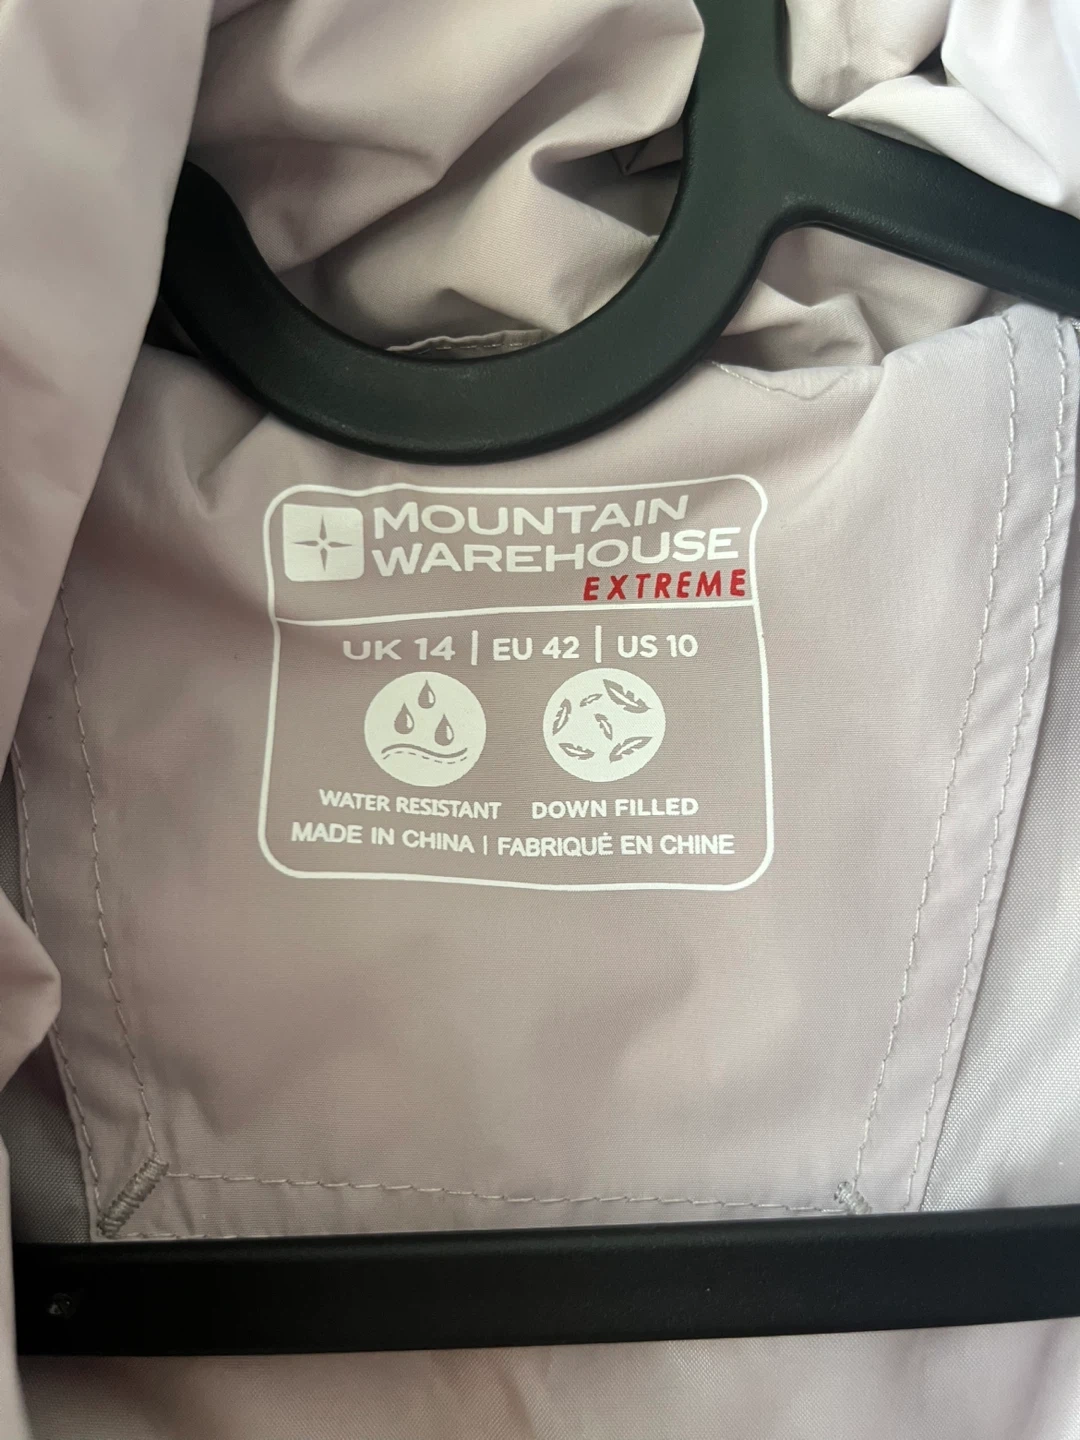 MOUNTAIN
WAREHOUSE
EXTREME
UK 14 | EU 42 | US 10
WATER RESISTANT DOWN FILLED
MADE IN CHINA | FABRIQUÉ EN CHINE